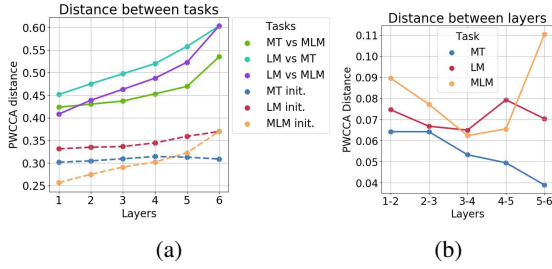 Distance between tasks
PWCCA distance
0.60
0.55
0.50
0.45
0.40
0.35
0.30
0.25
1 2 3 4 5 6
Layers
Tasks
MT vs MLM
LM vs MT
LM vs MLM
MT init.
LM init.
MLM init.
(a)
Distance between layers
PWCCA Distance
0.11
0.10
0.09
0.08
0.07
0.06
0.05
0.04
1-2 2-3 3-4 4-5 5-6
Layers
Task
MT
LM
MLM
(b)